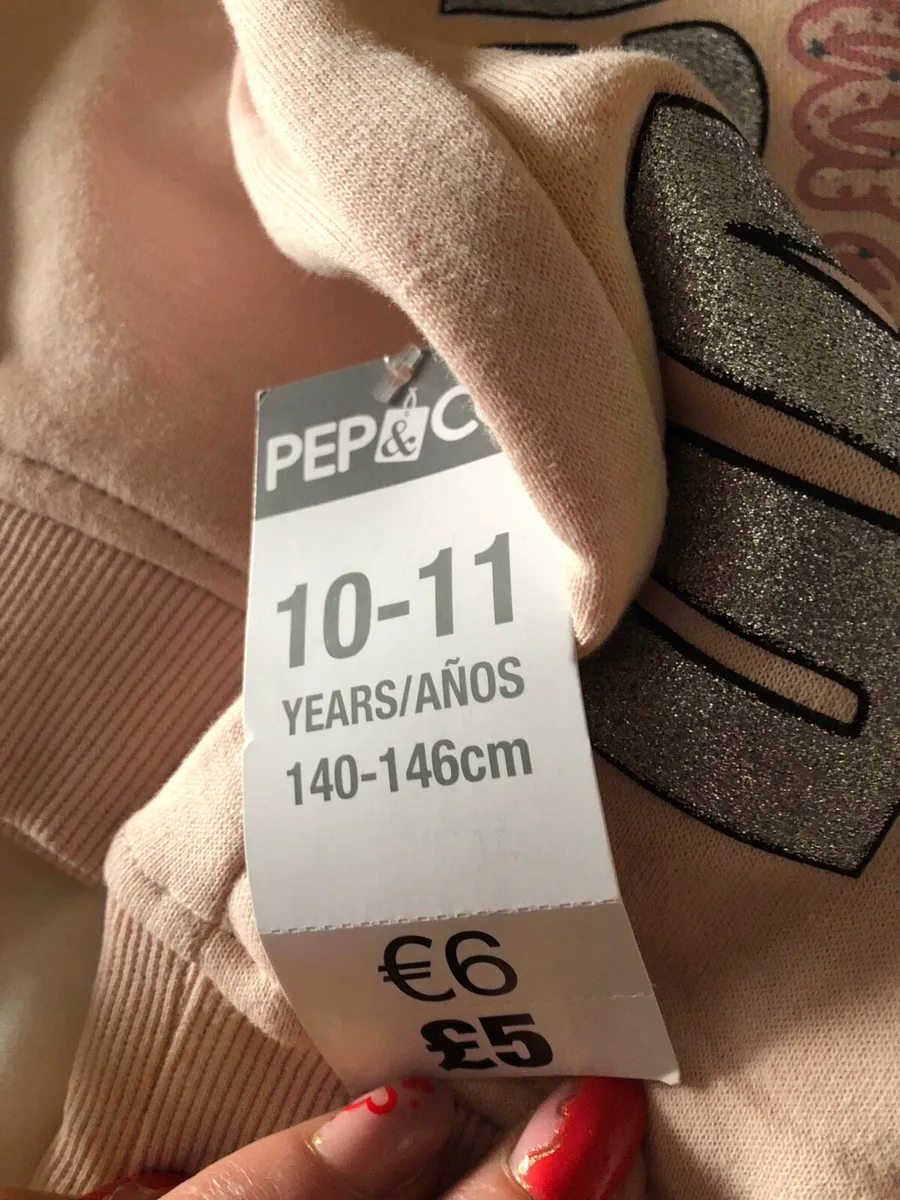 PEP&C
10-11
YEARS/AÑOS
140-146cm
€6
£5